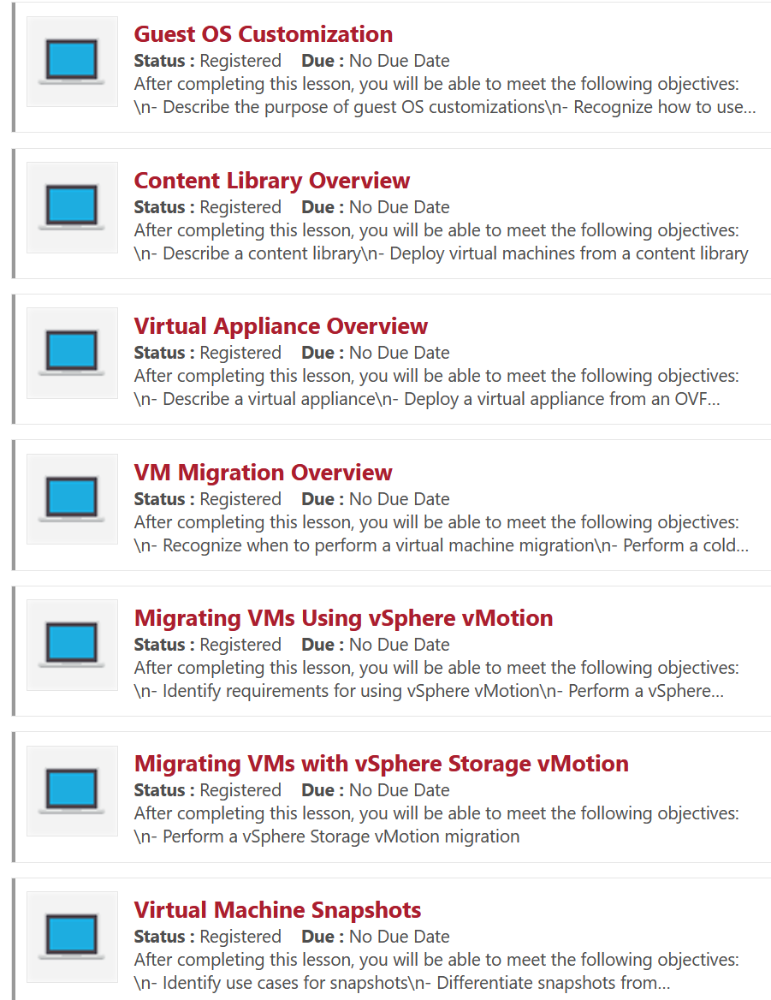 Guest OS Customization
Status : Registered Due : No Due Date
After completing this lesson, you will be able to meet the following objectives:
\n- Describe the purpose of guest OS customizations\n- Recognize how to use...
Content Library Overview
Status : Registered Due : No Due Date
After completing this lesson, you will be able to meet the following objectives:
\n- Describe a content library\n- Deploy virtual machines from a content library
Virtual Appliance Overview
Status : Registered Due : No Due Date
After completing this lesson, you will be able to meet the following objectives:
\n- Describe a virtual appliance\n- Deploy a virtual appliance from an OVF...
VM Migration Overview
Status : Registered Due : No Due Date
After completing this lesson, you will be able to meet the following objectives:
\n- Recognize when to perform a virtual machine migration\n- Perform a cold...
Migrating VMs Using vSphere vMotion
Status : Registered Due : No Due Date
After completing this lesson, you will be able to meet the following objectives:
\n- Identify requirements for using vSphere vMotion\n- Perform a vSphere...
Migrating VMs with vSphere Storage vMotion
Status : Registered Due : No Due Date
After completing this lesson, you will be able to meet the following objectives:
\n- Perform a vSphere Storage vMotion migration
Virtual Machine Snapshots
Status : Registered Due : No Due Date
After completing this lesson, you will be able to meet the following objectives:
\n- Identify use cases for snapshots\n- Differentiate snapshots from...